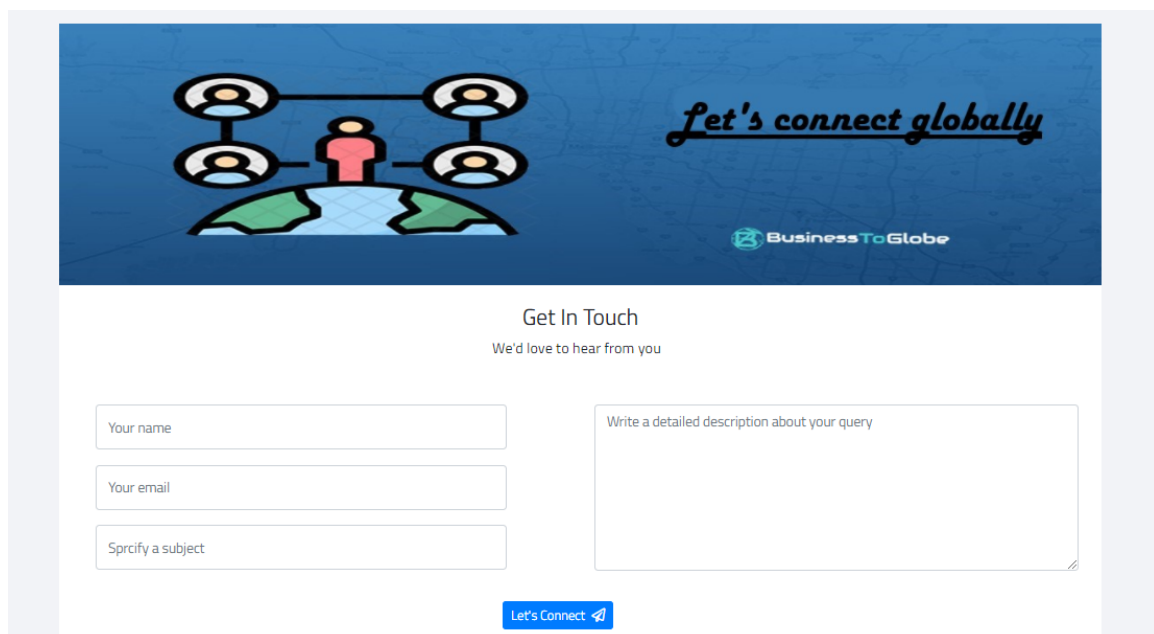 Let's connect globally
BusinessToGlobe
Get In Touch
We'd love to hear from you
Your name
Your email
Sprcify a subject
Write a detailed description about your query
Let's Connect